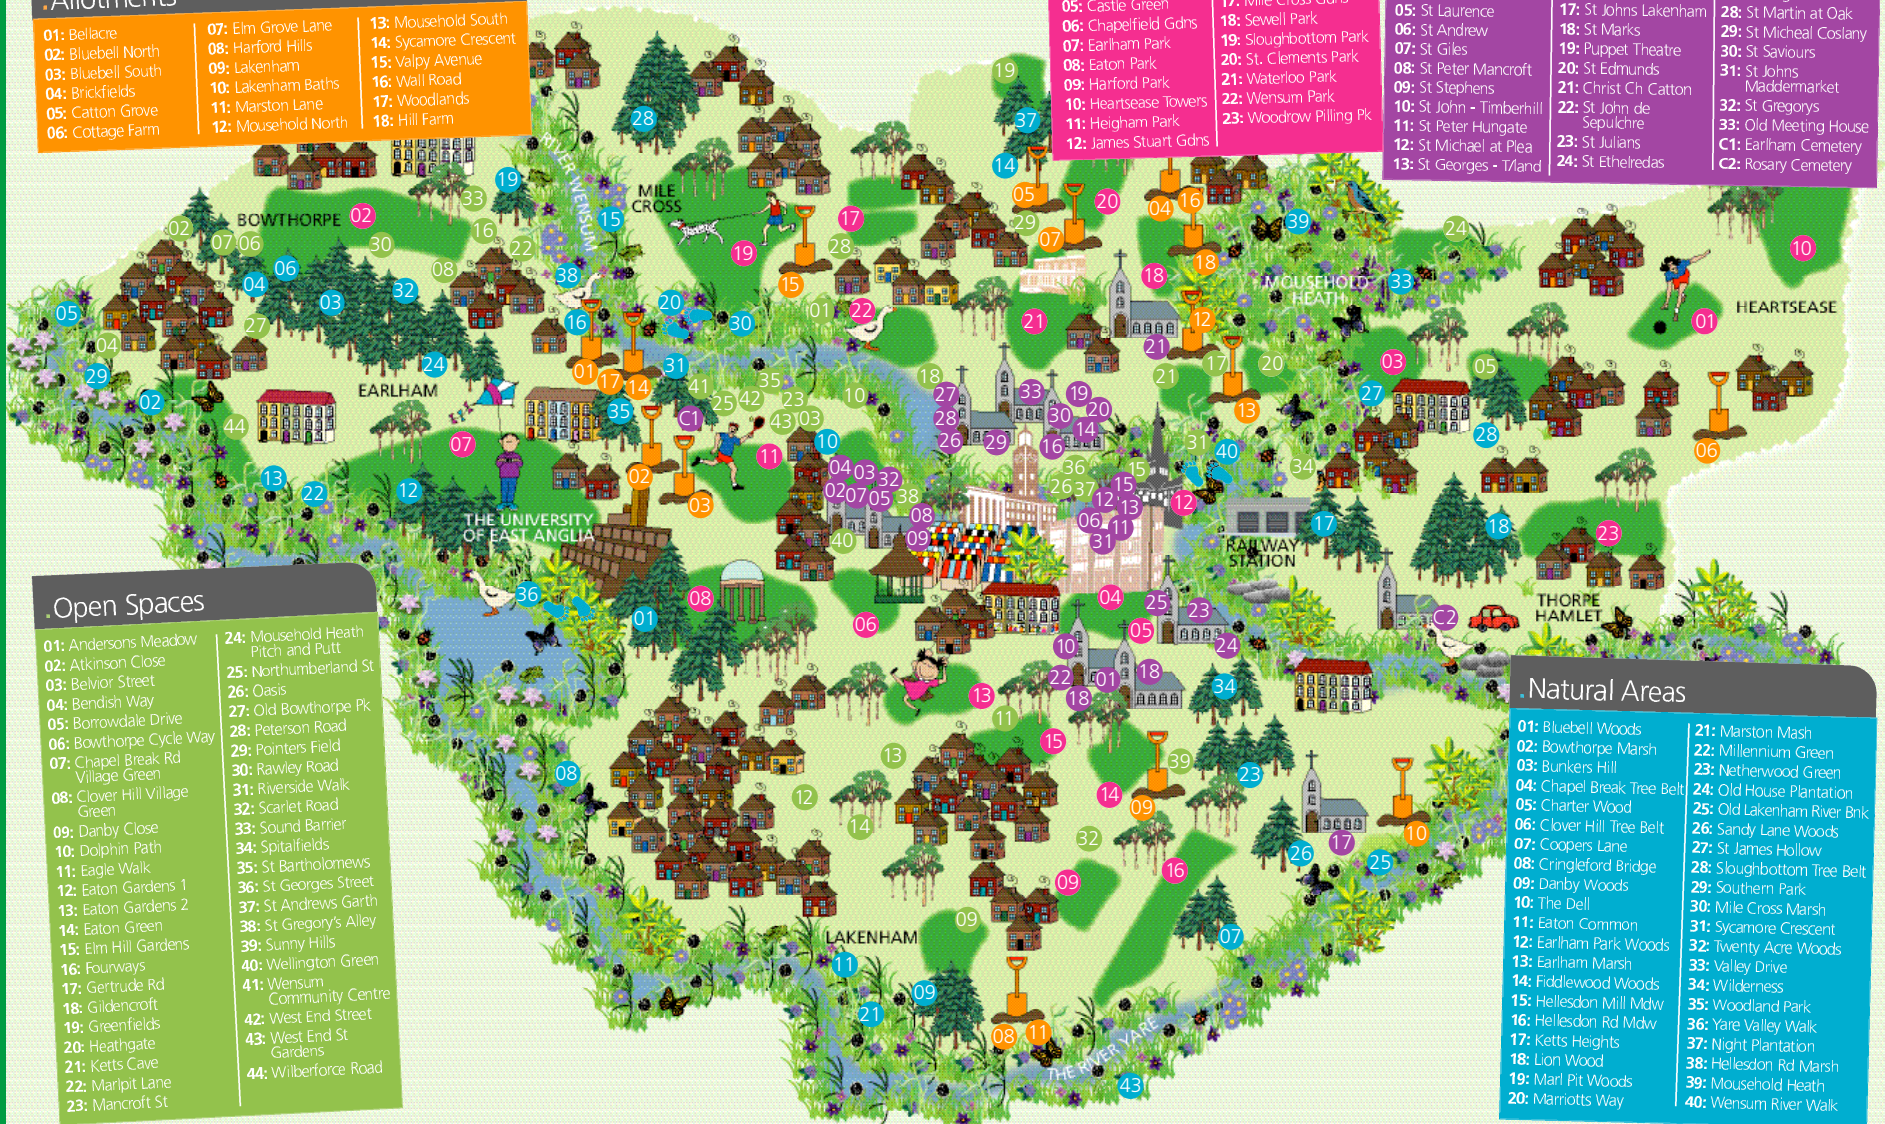 .Allotments
01: Bellacre
02: Bluebell North
03: Bluebell South
04: Brickfields
05: Catton Grove
06: Cottage Farm
07: Elm Grove Lane
08: Harford Hills
09: Lakenham
10: Lakenham Baths
11: Marston Lane
12: Mousehold North
13: Mousehold South
14: Sycamore Crescent
15: Valpy Avenue
16: Wall Road
17: Woodlands
18: Hill Farm
05: Castle Green
06: Chapelfield Gdns
07: Earlham Park
08: Eaton Park
09: Harford Park
10: Heartsease Towers
11: Heigham Park
12: James Stuart Gdns
17: Mile Cross Gdns
18: Sewell Park
19: Sloughbottom Park
20: St. Clements Park
21: Waterloo Park
22: Wensum Park
23: Woodrow Pilling Pk
05: St Laurence
06: St Andrew
07: St Giles
08: St Peter Mancroft
09: St Stephens
10: St John - Timberhill
11: St Peter Hungate
12: St Michael at Plea
13: St Georges - T/land
17: St Johns Lakenham
18: St Marks
19: Puppet Theatre
20: St Edmunds
21: Christ Ch Catton
22: St John de
Sepulchre
23: St Julians
24: St Ethelredas
28: St Martin at Oak
29: St Micheal Coslany
30: St Saviours
31: St Johns
Maddermarket
32: St Gregorys
33: Old Meeting House
C1: Earlham Cemetery
C2: Rosary Cemetery
RIVER WENSUM
MILE
CROSS
BOWTHORPE
MOUSEHOLD
HEATH
HEARTSEASE
EARLHAM
THE UNIVERSITY
OF EAST ANGLIA
RAILWAY
STATION
THORPE
HAMLET
LAKENHAM
THE RIVER YARE
.Open Spaces
01: Andersons Meadow
02: Atkinson Close
03: Belvior Street
04: Bendish Way
05: Borrowdale Drive
06: Bowthorpe Cycle Way
07: Chapel Break Rd
Village Green
08: Clover Hill Village
Green
09: Danby Close
10: Dolphin Path
11: Eagle Walk
12: Eaton Gardens 1
13: Eaton Gardens 2
14: Eaton Green
15: Elm Hill Gardens
16: Fourways
17: Gertrude Rd
18: Gildencroft
19: Greenfields
20: Heathgate
21: Ketts Cave
22: Marlpit Lane
23: Mancroft St
24: Mousehold Heath
Pitch and Putt
25: Northumberland St
26: Oasis
27: Old Bowthorpe Pk
28: Peterson Road
29: Pointers Field
30: Rawley Road
31: Riverside Walk
32: Scarlet Road
33: Sound Barrier
34: Spitalfields
35: St Bartholomews
36: St Georges Street
37: St Andrews Garth
38: St Gregory's Alley
39: Sunny Hills
40: Wellington Green
41: Wensum
Community Centre
42: West End Street
43: West End St
Gardens
44: Wilberforce Road
.Natural Areas
01: Bluebell Woods
02: Bowthorpe Marsh
03: Bunkers Hill
04: Chapel Break Tree Belt
05: Charter Wood
06: Clover Hill Tree Belt
07: Coopers Lane
08: Cringleford Bridge
09: Danby Woods
10: The Dell
11: Eaton Common
12: Earlham Park Woods
13: Earlham Marsh
14: Fiddlewood Woods
15: Hellesdon Mill Mdw
16: Hellesdon Rd Mdw
17: Ketts Heights
18: Lion Wood
19: Marl Pit Woods
20: Marriotts Way
21: Marston Mash
22: Millennium Green
23: Netherwood Green
24: Old House Plantation
25: Old Lakenham River Bnk
26: Sandy Lane Woods
27: St James Hollow
28: Sloughbottom Tree Belt
29: Southern Park
30: Mile Cross Marsh
31: Sycamore Crescent
32: Twenty Acre Woods
33: Valley Drive
34: Wilderness
35: Woodland Park
36: Yare Valley Walk
37: Night Plantation
38: Hellesdon Rd Marsh
39: Mousehold Heath
40: Wensum River Walk